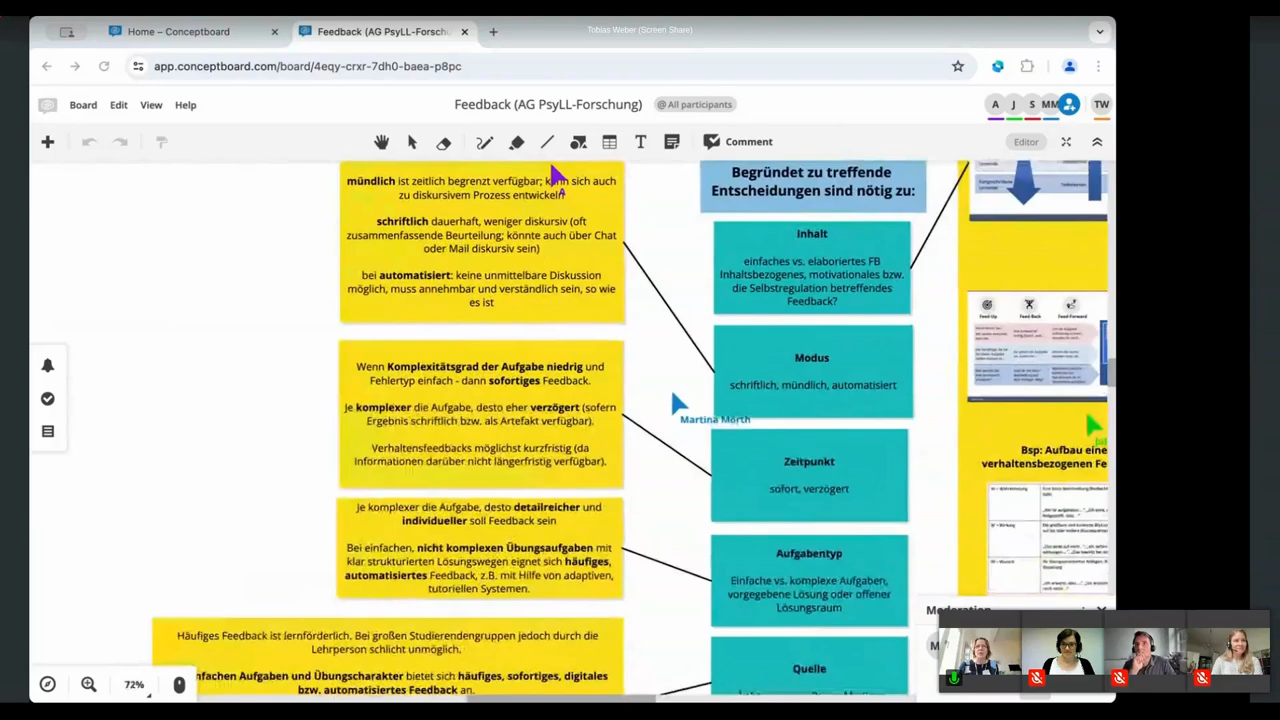 Tobias Weber (Screen Share)
Home – Conceptboard
Feedback (AG PsyLL-Forschu
app.conceptboard.com/board/4eqy-crxr-7dh0-baea-p8pc
Board Edit View Help
Feedback (AG PsyLL-Forschung)
@ All participants
A J S MM TW
Comment
Editor
mündlich ist zeitlich begrenzt verfügbar; kann sich auch
zu diskursivem Prozess entwickeln
schriftlich dauerhaft, weniger diskursiv (oft
zusammenfassende Beurteilung; könnte auch über Chat
oder Mail diskursiv sein)
bei automatisiert: keine unmittelbare Diskussion
möglich, muss annehmbar und verständlich sein, so wie
es ist
A
Wenn Komplexitätsgrad der Aufgabe niedrig und
Fehlertyp einfach - dann sofortiges Feedback.
Je komplexer die Aufgabe, desto eher verzögert (sofern
Ergebnis schriftlich bzw. als Artefakt verfügbar).
Verhaltensfeedbacks möglichst kurzfristig (da
Informationen darüber nicht längerfristig verfügbar).
Je komplexer die Aufgabe, desto detailreicher und
individueller soll Feedback sein
Bei einfachen, nicht komplexen Übungsaufgaben mit
klar strukturierten Lösungswegen eignet sich häufiges,
automatisiertes Feedback, z.B. mit Hilfe von adaptiven,
tutoriellen Systemen.
Häufiges Feedback ist lernförderlich. Bei großen Studierendengruppen jedoch durch die
Lehrperson schlicht unmöglich.
infachen Aufgaben und Übungscharakter bietet sich häufiges, sofortiges, digitales
bzw. automatisiertes Feedback an.
Begründet zu treffende
Entscheidungen sind nötig zu:
Inhalt
einfaches vs. elaboriertes FB
Inhaltsbezogenes, motivationales bzw.
die Selbstregulation betreffendes
Feedback?
Modus
schriftlich, mündlich, automatisiert
Martina Mörth
Zeitpunkt
sofort, verzögert
Aufgabentyp
Einfache vs. komplexe Aufgaben,
vorgegebene Lösung oder offener
Lösungsraum
Quelle
Feed-Up Feed-Back Feed-Forward
Bsp: Aufbau eine
verhaltensbezogenen Fe
Moderation
M
72%